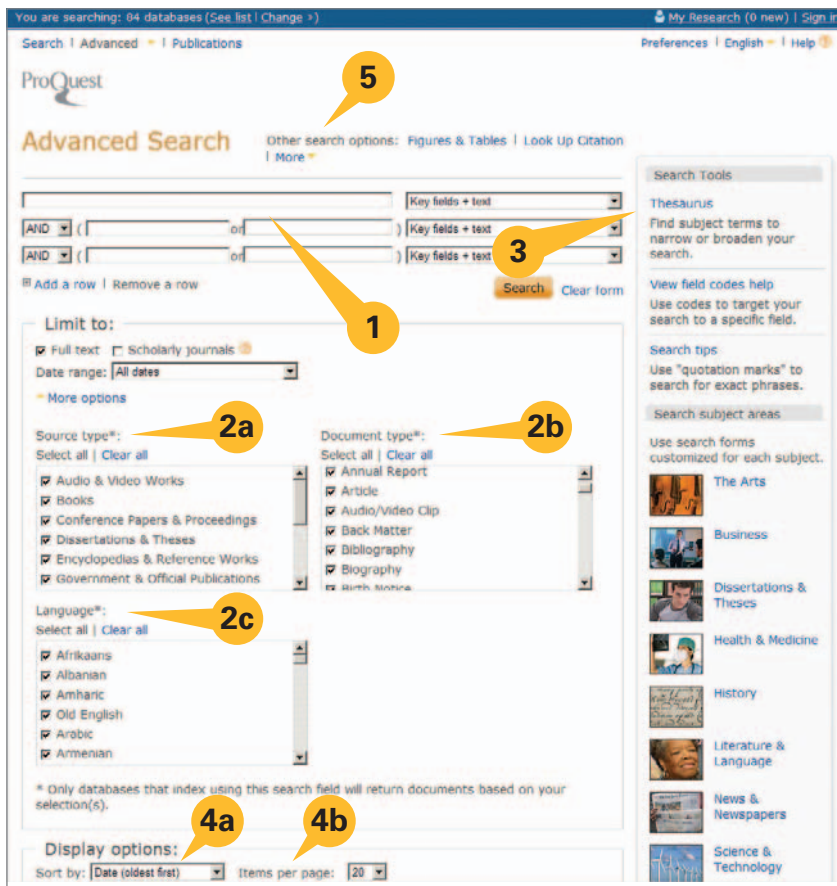 You are searching: 84 databases (See list | Change >)
My Research (0 new) | Sign in
Search | Advanced | Publications
Preferences | English | Help ?
ProQuest
5
Advanced Search
Other search options: Figures & Tables | Look Up Citation
| More
Search Tools
Key fields + text
Thesaurus
Find subject terms to
narrow or broaden your
search.
AND ( or ) Key fields + text
3
AND ( or ) Key fields + text
Add a row | Remove a row
Search Clear form
View field codes help
Use codes to target your
search to a specific field.
1
Limit to:
Full text Scholarly journals
Date range: All dates
More options
Search tips
Use "quotation marks" to
search for exact phrases.
Search subject areas
Use search forms
customized for each subject.
2a
Source type*:
Select all | Clear all
Audio & Video Works
Books
Conference Papers & Proceedings
Dissertations & Theses
Encyclopedias & Reference Works
Government & Official Publications
2b
Document type*:
Select all | Clear all
Annual Report
Article
Audio/Video Clip
Back Matter
Bibliography
Biography
Birth Notice
The Arts
Business
Dissertations &
Theses
Health & Medicine
History
Literature &
Language
News &
Newspapers
Science &
Technology
2c
Language*:
Select all | Clear all
Afrikaans
Albanian
Amharic
Old English
Arabic
Armenian
* Only databases that index using this search field will return documents based on your
selection(s).
4a
4b
Display options:
Sort by: Date (oldest first) Items per page: 20